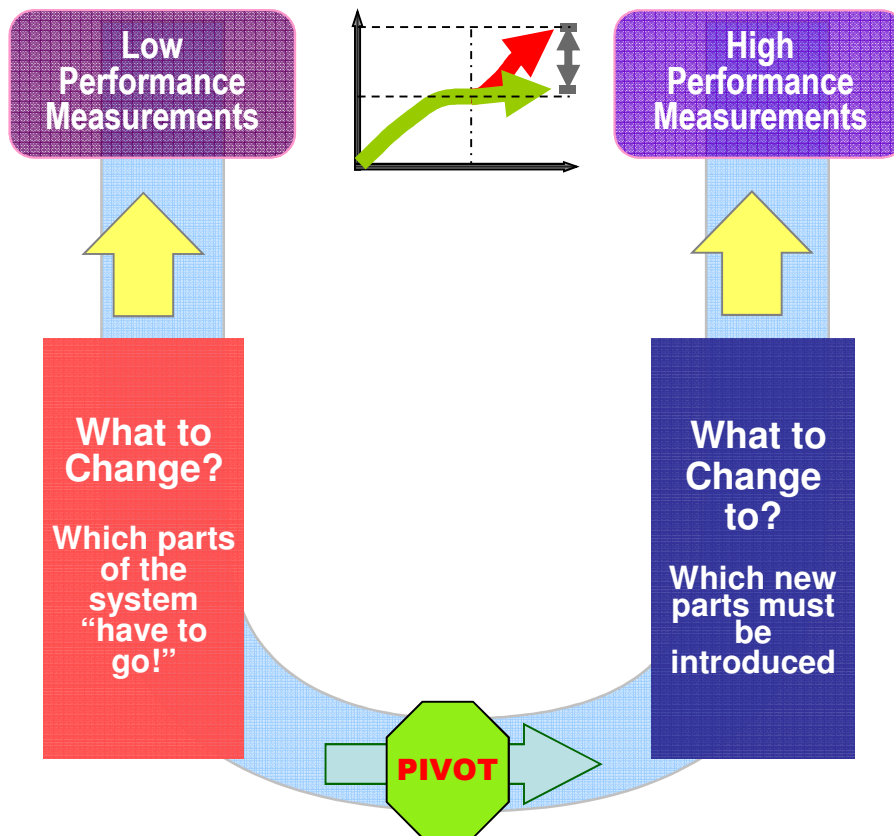 Low
Performance
Measurements
High
Performance
Measurements
What to
Change?
Which parts
of the
system
“have to
go!”
What to
Change
to?
Which new
parts must
be
introduced
PIVOT